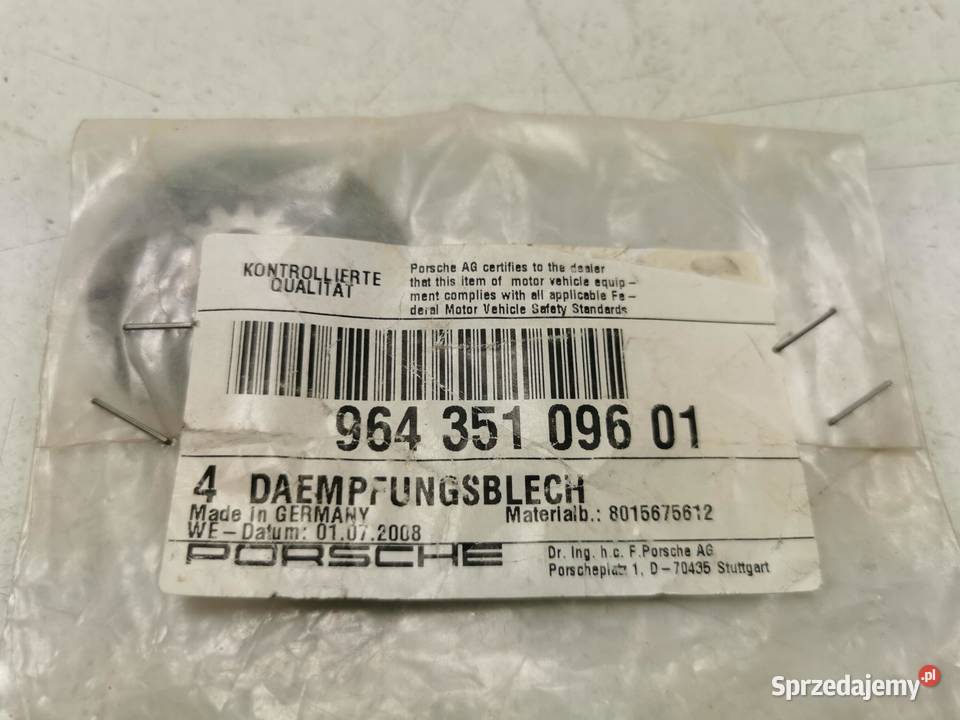 KONTROLLIERTE
QUALITÄT
Porsche AG certifies to the dealer
that this item of motor vehicle equip-
ment complies with all applicable Fe-
deral Motor Vehicle Safety Standards
964 351 096 01
4 DAEMPFUNGSBLECH
Made in GERMANY
Materialb.: 8015675612
WE-Datum: 01.07.2008
PORSCHE
Dr. Ing. h.c. F.Porsche AG
Porscheplatz 1, D-70435 Stuttgart
Sprzedajemy.pl